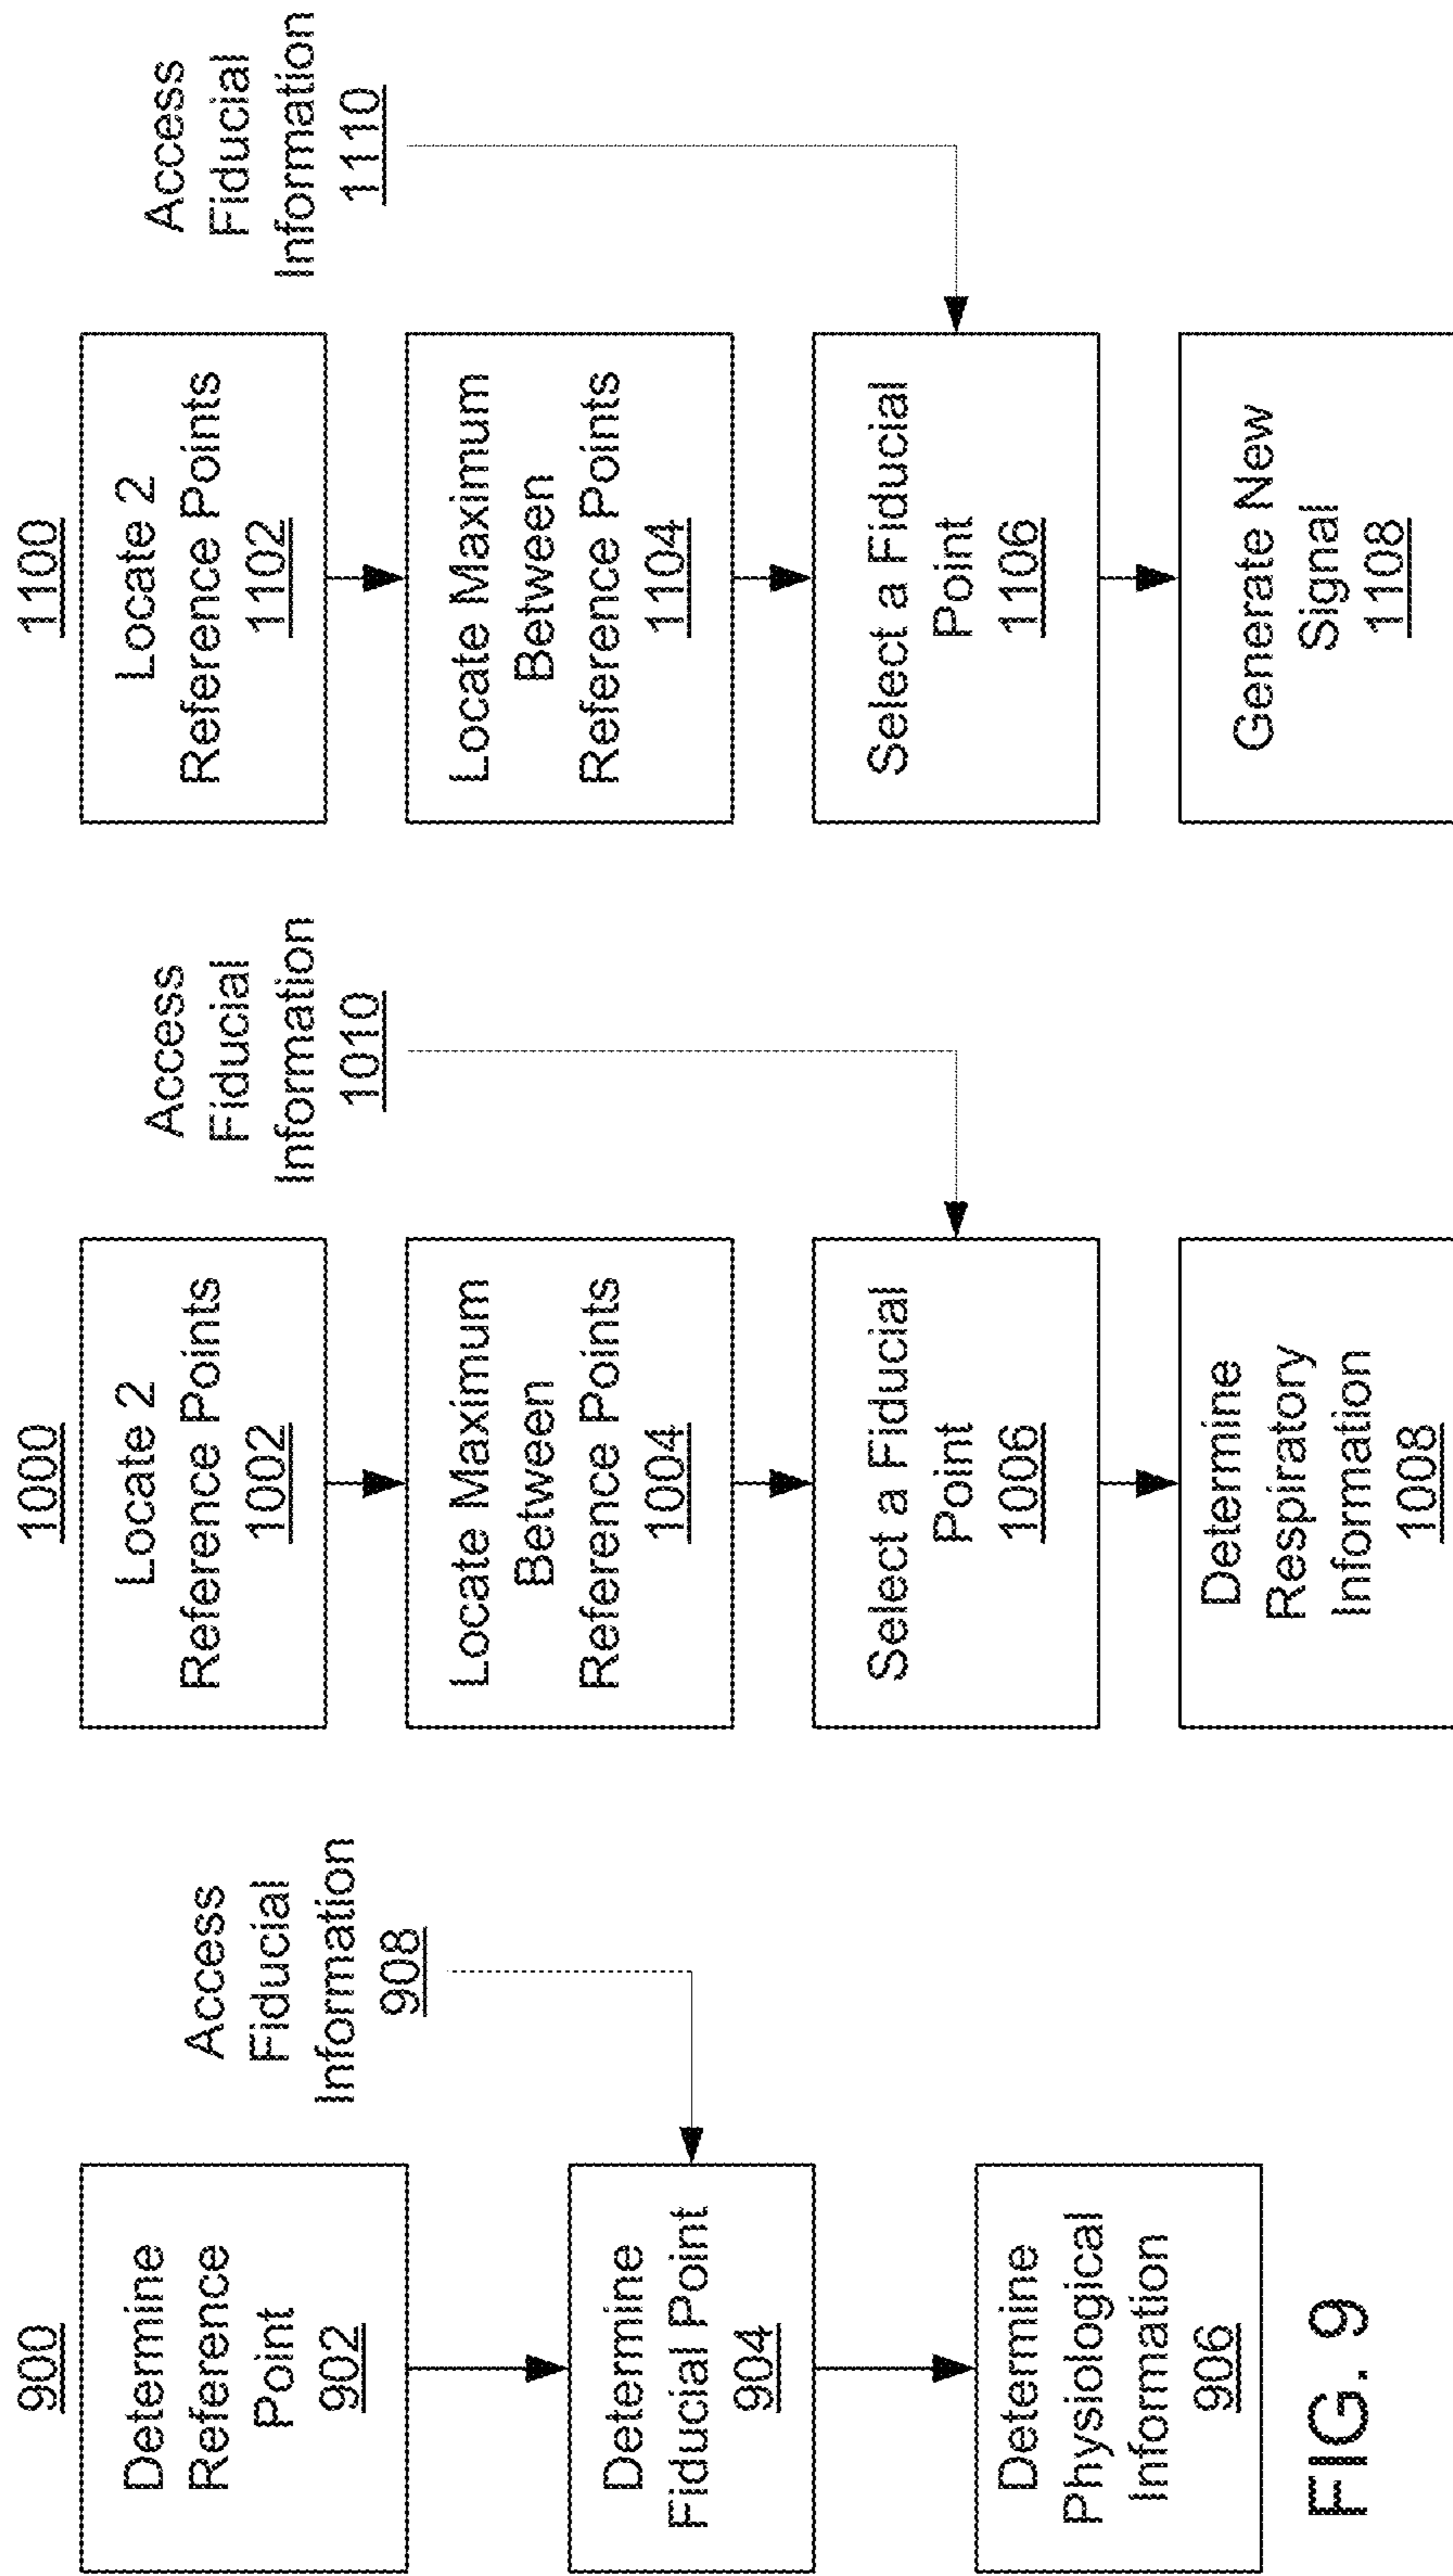 900
Determine
Reference
Point
902
Determine
Fiducial Point
904
Determine
Physiological
Information
906
Access
Fiducial
Information
908
FIG. 9
1000
Locate 2
Reference Points
1002
Locate Maximum
Between
Reference Points
1004
Select a Fiducial
Point
1006
Determine
Respiratory
Information
1008
Access
Fiducial
Information
1010
1100
Locate 2
Reference Points
1102
Locate Maximum
Between
Reference Points
1104
Select a Fiducial
Point
1106
Generate New
Signal
1108
Access
Fiducial
Information
1110